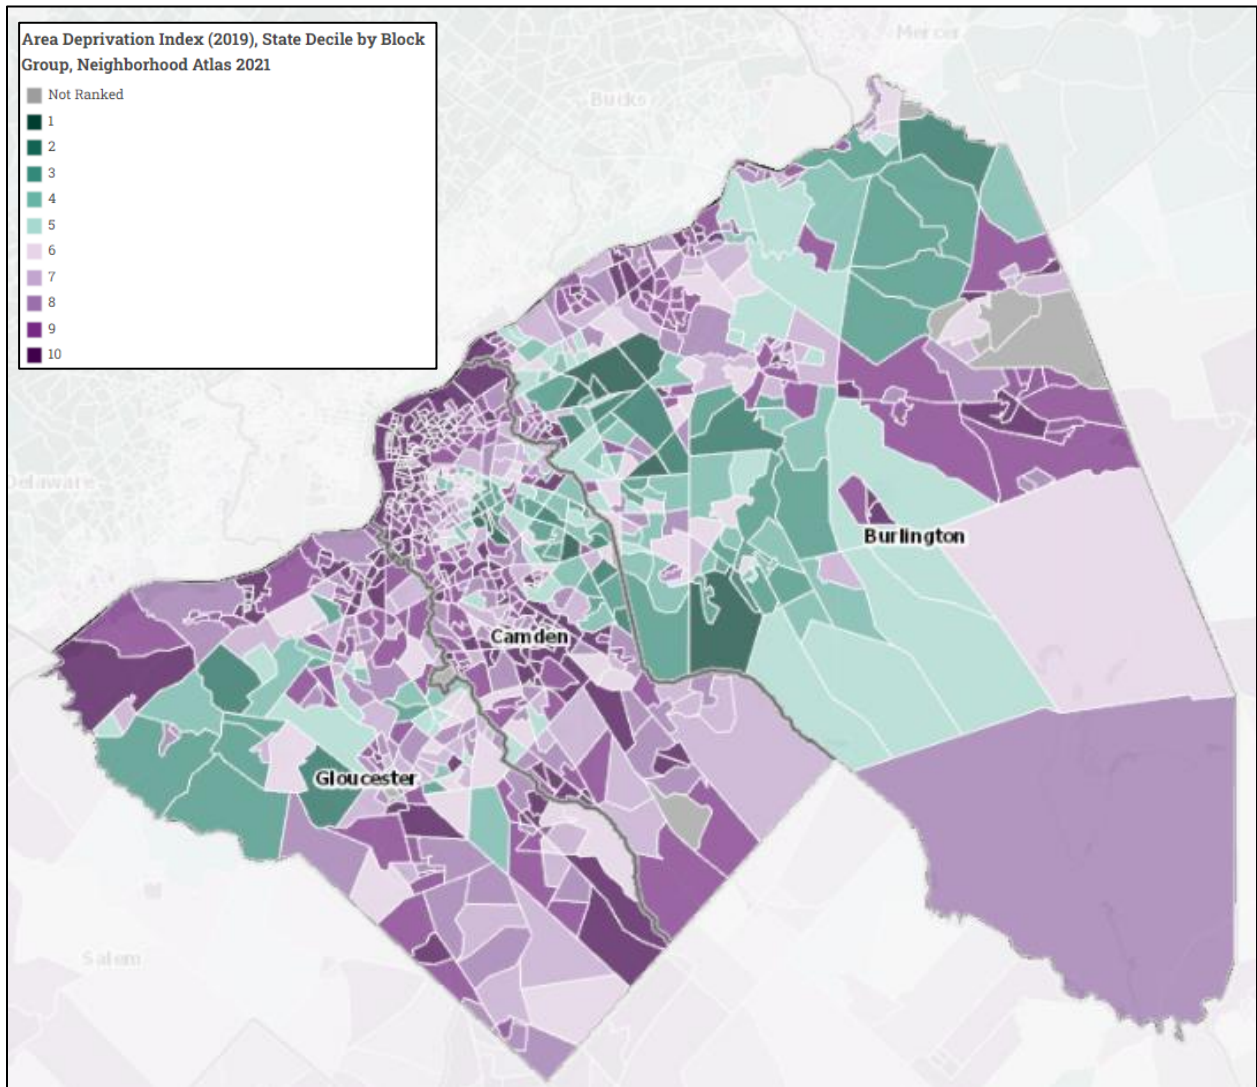 Area Deprivation Index (2019), State Decile by Block
Group, Neighborhood Atlas 2021
Not Ranked
1
2
3
4
5
6
7
8
9
10
Mercer
Bucks
Delaware
Burlington
Camden
Gloucester
Salem